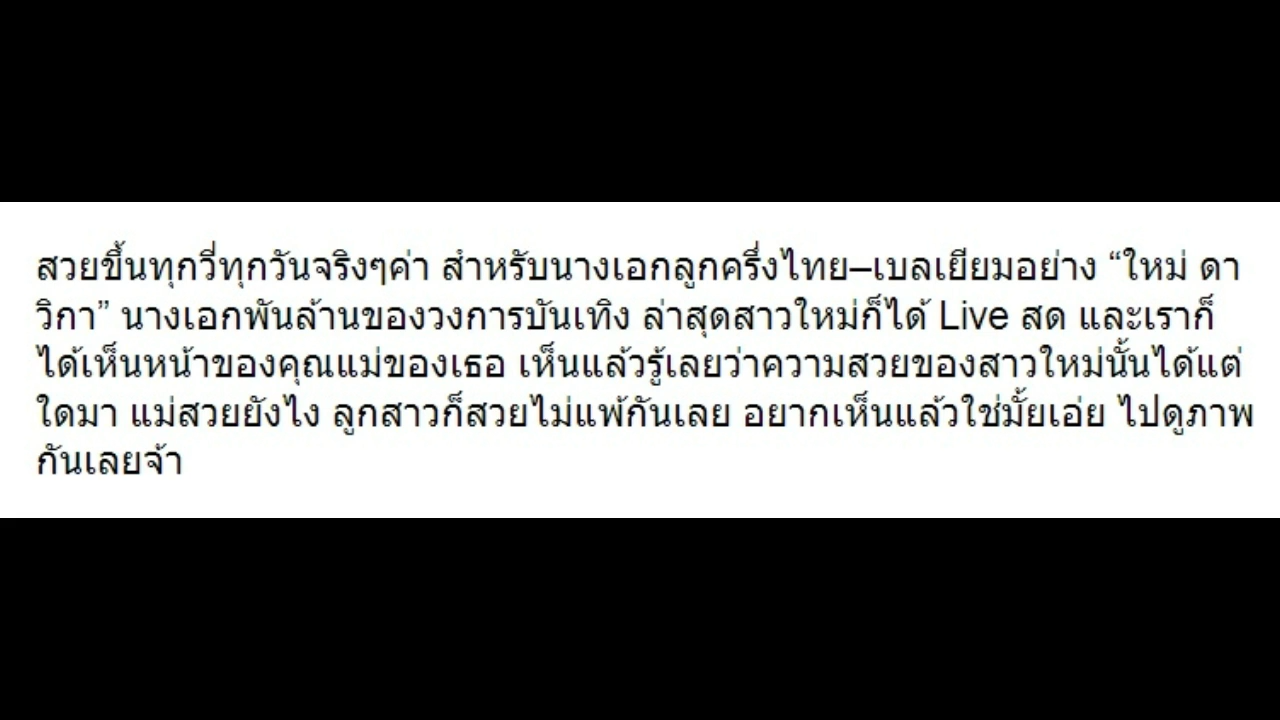 สวยขึ้นทุกวี่ทุกวันจริงๆค่า สำหรับนางเอกลูกครึ่งไทย–เบลเยียมอย่าง “ใหม่ ดา
วิกา” นางเอกพันล้านของวงการบันเทิง ล่าสุดสาวใหม่ก็ได้ Live สด และเราก็
ได้เห็นหน้าของคุณแม่ของเธอ เห็นแล้วรู้เลยว่าความสวยของสาวใหม่นั้นได้แต่
ใดมา แม่สวยยังไง ลูกสาวก็สวยไม่แพ้กันเลย อยากเห็นแล้วใช่มั้ยเอ่ย ไปดูภาพ
กันเลยจ้า